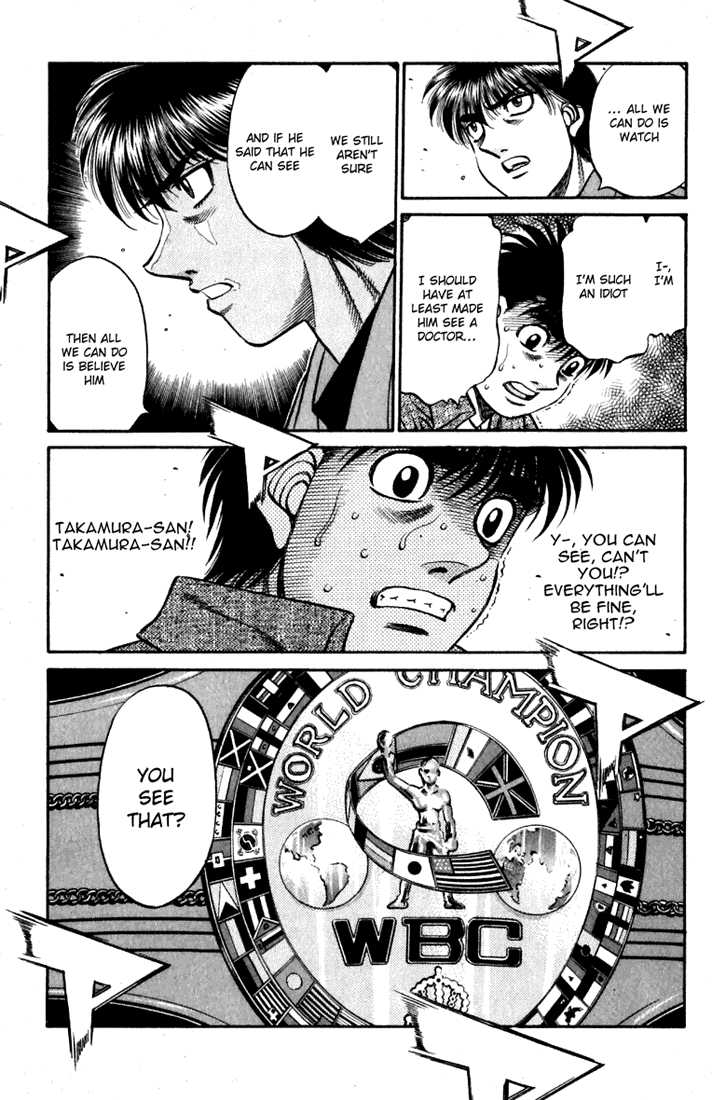 ... ALL WE
CAN DO IS
WATCH
I-,
I'M
I'M SUCH
AN IDIOT
I SHOULD
HAVE AT
LEAST MADE
HIM SEE A
DOCTOR...
WE STILL
AREN'T
SURE
AND IF HE
SAID THAT HE
CAN SEE
THEN ALL
WE CAN DO
IS BELIEVE
HIM
Y-, YOU CAN
SEE, CAN'T
YOU!?
EVERYTHING'LL
BE FINE,
RIGHT!?
TAKAMURA-SAN!
TAKAMURA-SAN!!
YOU
SEE
THAT?
WORLD CHAMPION
WBC